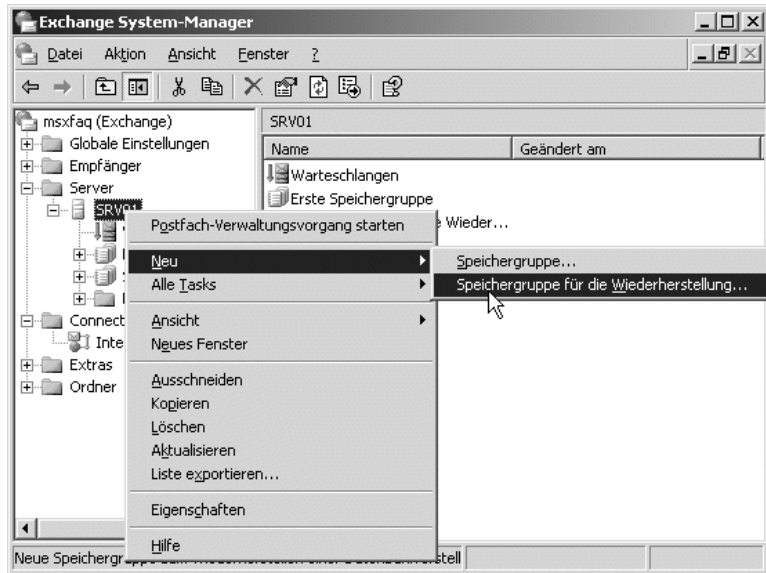 Exchange System-Manager
Datei Aktion Ansicht Fenster ?
msxfaq (Exchange)
Globale Einstellungen
Empfänger
Server
SRV01
Connect
Inte
Extras
Ordner
SRV01
Name Geändert am
Warteschlangen
Erste Speichergruppe
Wieder...
Postfach-Verwaltungsvorgang starten
Neu
Alle Tasks
Ansicht
Neues Fenster
Ausschneiden
Kopieren
Löschen
Aktualisieren
Liste exportieren...
Eigenschaften
Hilfe
Speichergruppe...
Speichergruppe für die Wiederherstellung...
Neue Speichergr